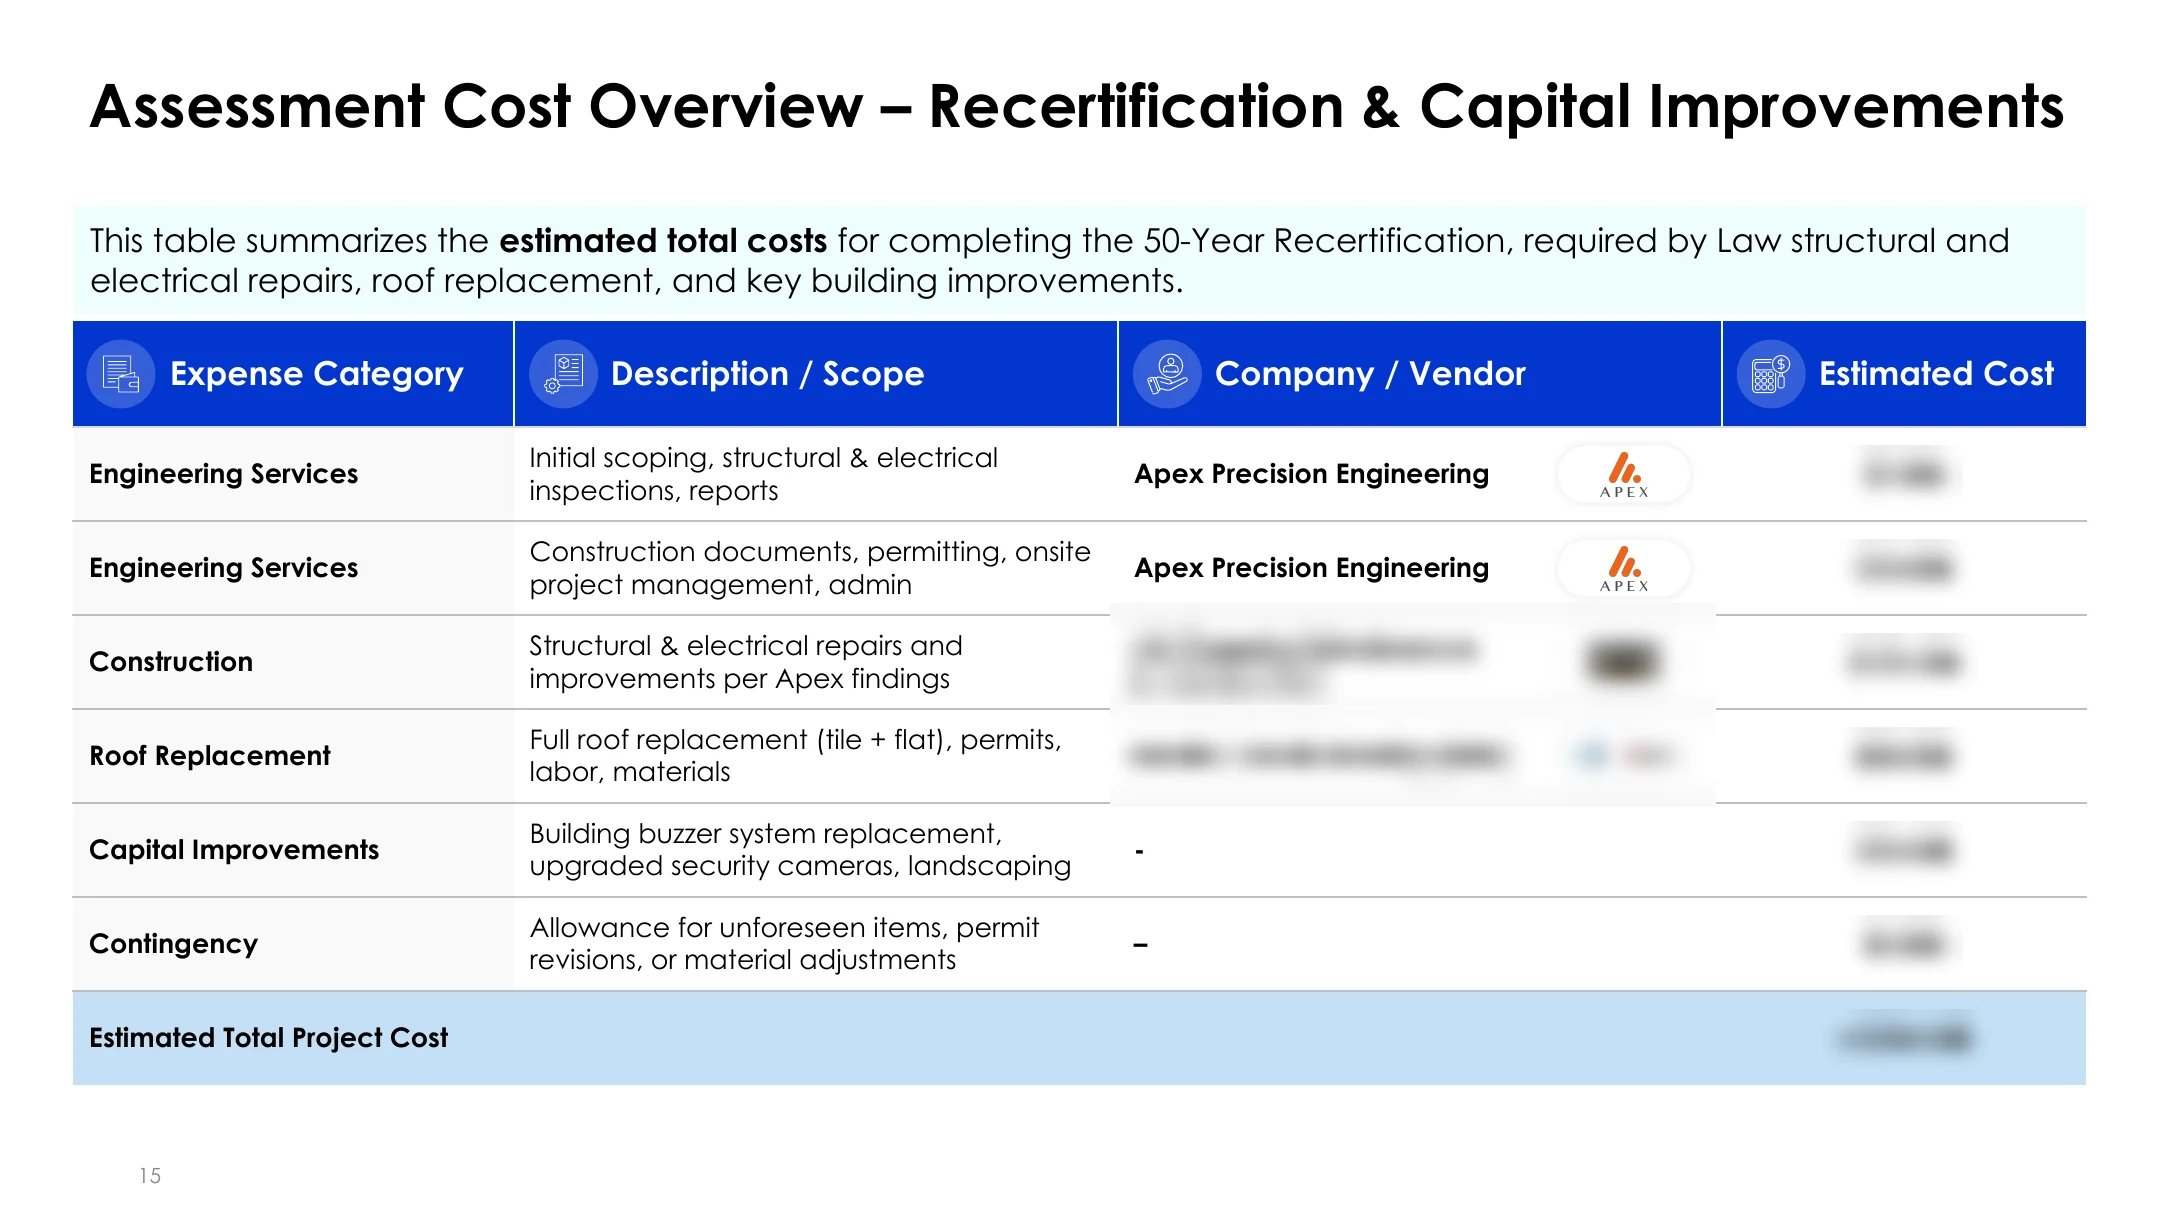 Assessment Cost Overview – Recertification & Capital Improvements
This table summarizes the estimated total costs for completing the 50-Year Recertification, required by Law structural and
electrical repairs, roof replacement, and key building improvements.
Expense Category
Description / Scope
Company / Vendor
Estimated Cost
Engineering Services
Initial scoping, structural & electrical
inspections, reports
Apex Precision Engineering
APEX
Engineering Services
Construction documents, permitting, onsite
project management, admin
Apex Precision Engineering
APEX
Construction
Structural & electrical repairs and
improvements per Apex findings
Roof Replacement
Full roof replacement (tile + flat), permits,
labor, materials
Capital Improvements
Building buzzer system replacement,
upgraded security cameras, landscaping
-
Contingency
Allowance for unforeseen items, permit
revisions, or material adjustments
–
Estimated Total Project Cost
15